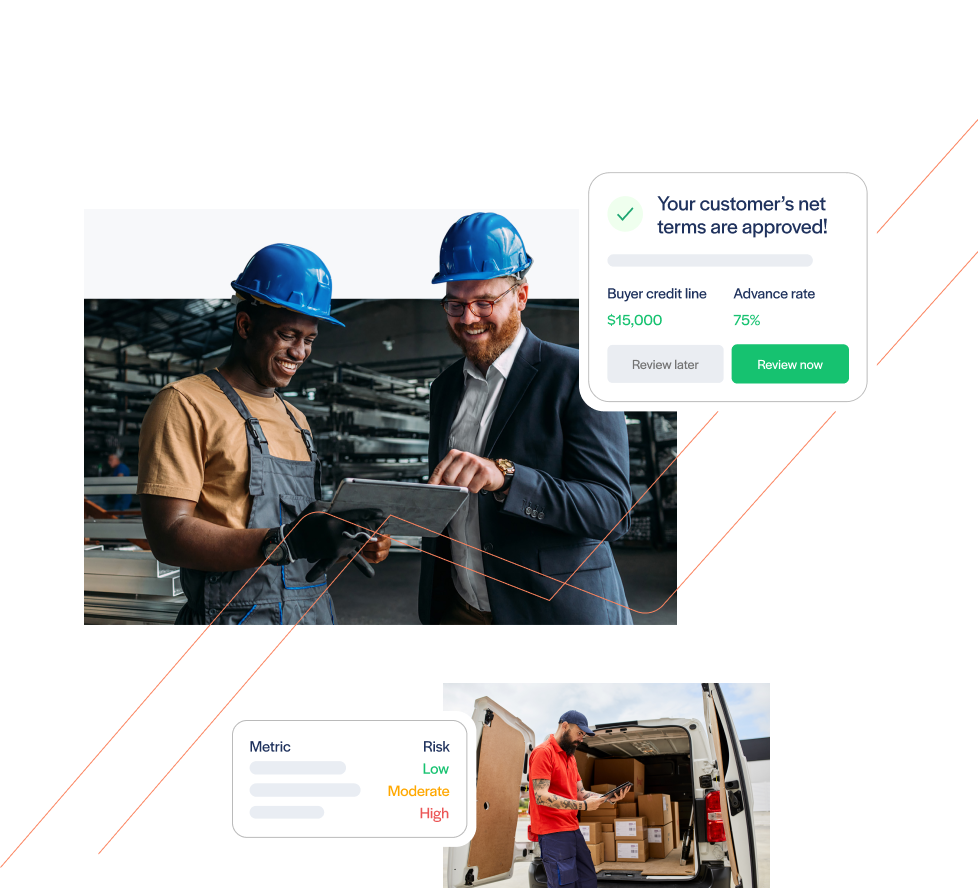 Your customer’s net
terms are approved!
Buyer credit line Advance rate
$15,000 75%
Review later Review now
Metric Risk
Low
Moderate
High